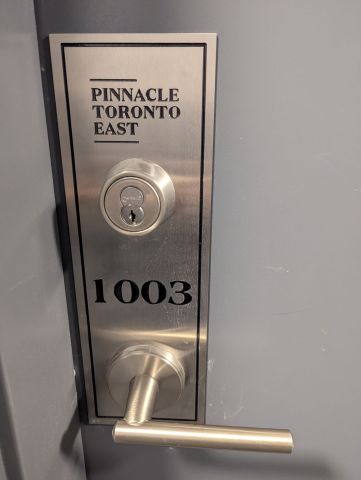 PINNACLE
TORONTO
EAST
1003